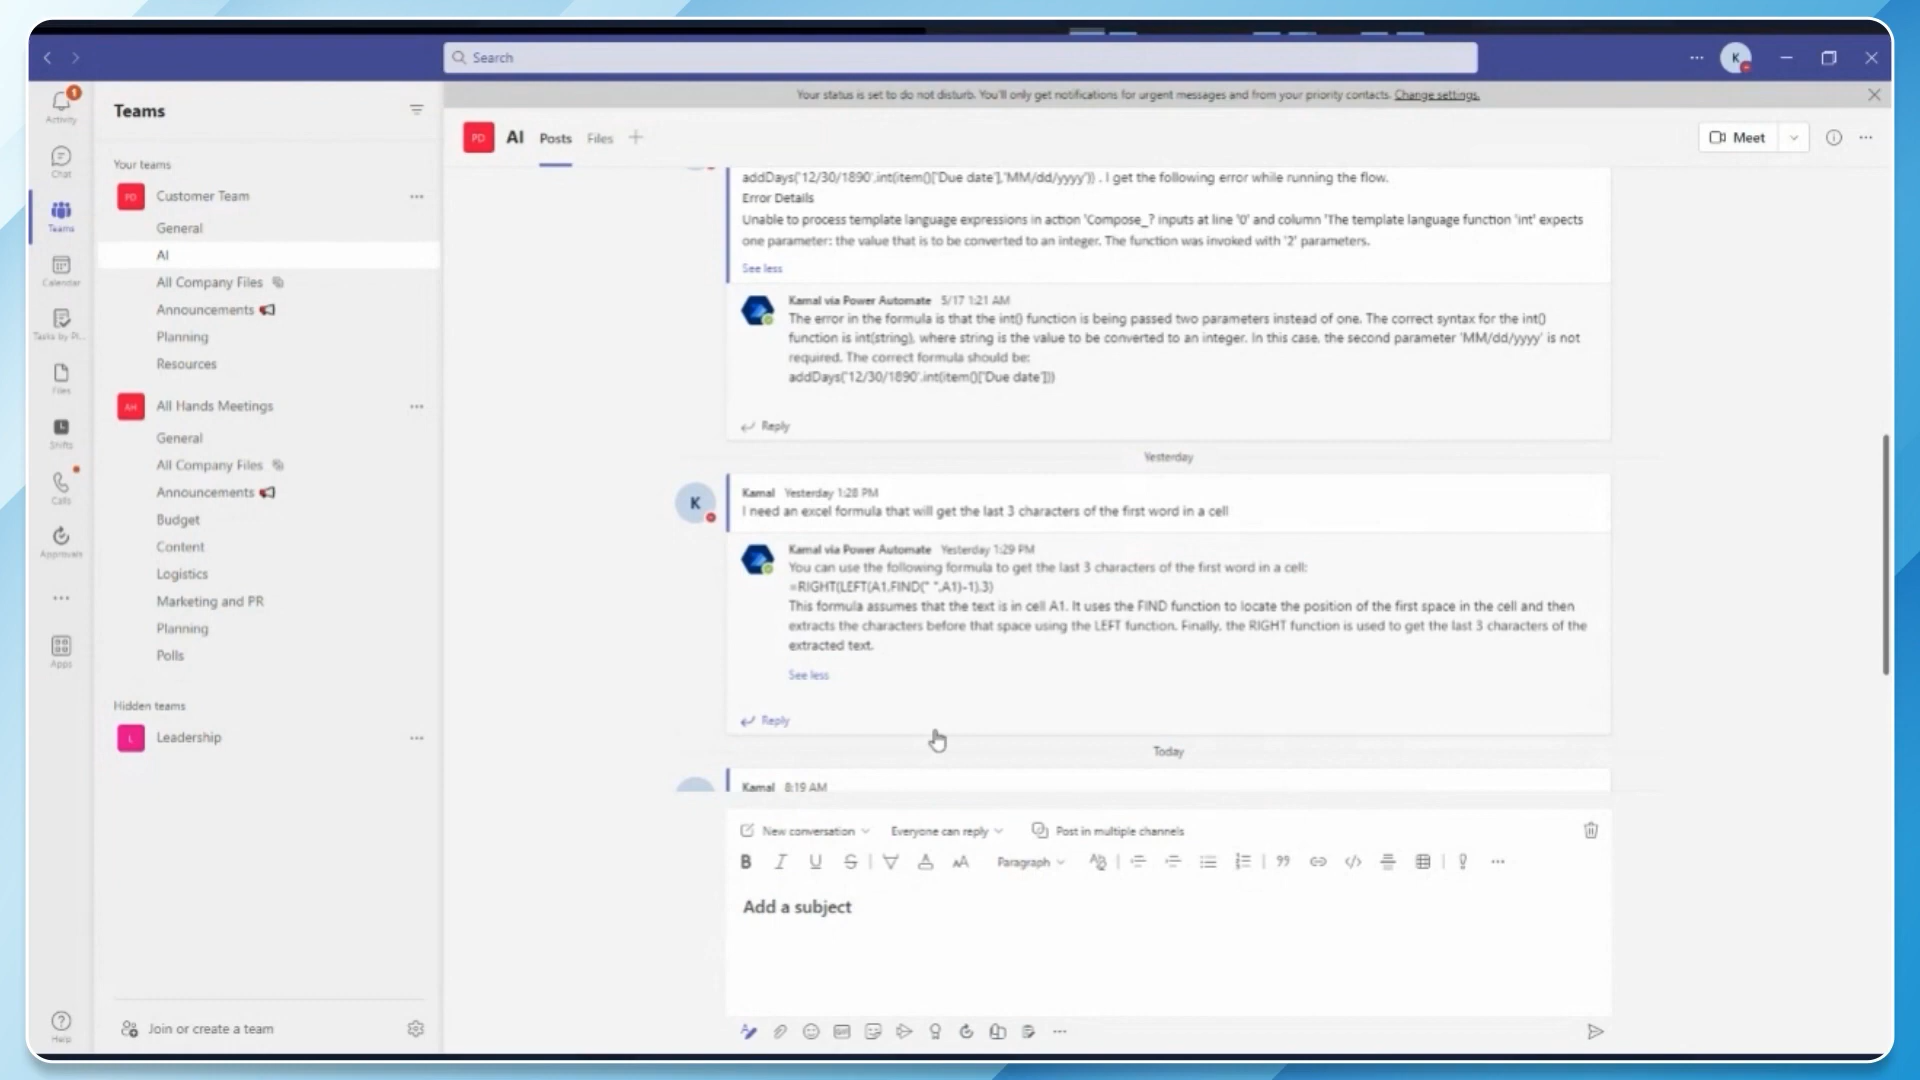 Search
K
Your status is set to do not disturb. You'll only get notifications for urgent messages and from your priority contacts. Change settings.
1
Activity
Chat
Teams
Calendar
Tasks by Pl...
Files
Shifts
Calls
Approvals
Apps
Help
Teams
Your teams
PD Customer Team
General
AI
All Company Files
Announcements
Planning
Resources
AH All Hands Meetings
General
All Company Files
Announcements
Budget
Content
Logistics
Marketing and PR
Planning
Polls
Hidden teams
L Leadership
Join or create a team
PD AI Posts Files
Meet
addDays('12/30/1890',int(item()['Due date'],'MM/dd/yyyy')) . I get the following error while running the flow.
Error Details
Unable to process template language expressions in action 'Compose_? inputs at line '0' and column 'The template language function 'int' expects
one parameter: the value that is to be converted to an integer. The function was invoked with '2' parameters.
See less
Kamal via Power Automate 5/17 1:21 AM
The error in the formula is that the int() function is being passed two parameters instead of one. The correct syntax for the int()
function is int(string), where string is the value to be converted to an integer. In this case, the second parameter 'MM/dd/yyyy' is not
required. The correct formula should be:
addDays('12/30/1890',int(item()['Due date']))
Reply
Yesterday
K
Kamal Yesterday 1:28 PM
I need an excel formula that will get the last 3 characters of the first word in a cell
Kamal via Power Automate Yesterday 1:29 PM
You can use the following formula to get the last 3 characters of the first word in a cell:
=RIGHT(LEFT(A1,FIND(" ",A1)-1),3)
This formula assumes that the text is in cell A1. It uses the FIND function to locate the position of the first space in the cell and then
extracts the characters before that space using the LEFT function. Finally, the RIGHT function is used to get the last 3 characters of the
extracted text.
See less
Reply
Today
Kamal 8:19 AM
New conversation Everyone can reply Post in multiple channels
B I U S Paragraph
Add a subject